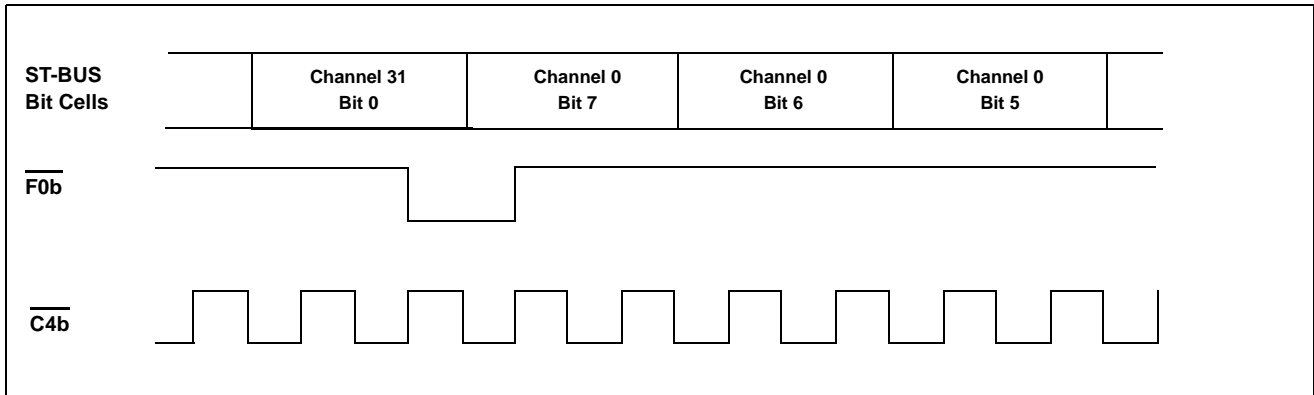 ST-BUS
Bit Cells
Channel 31
Bit 0
Channel 0
Bit 7
Channel 0
Bit 6
Channel 0
Bit 5
F0b
C4b